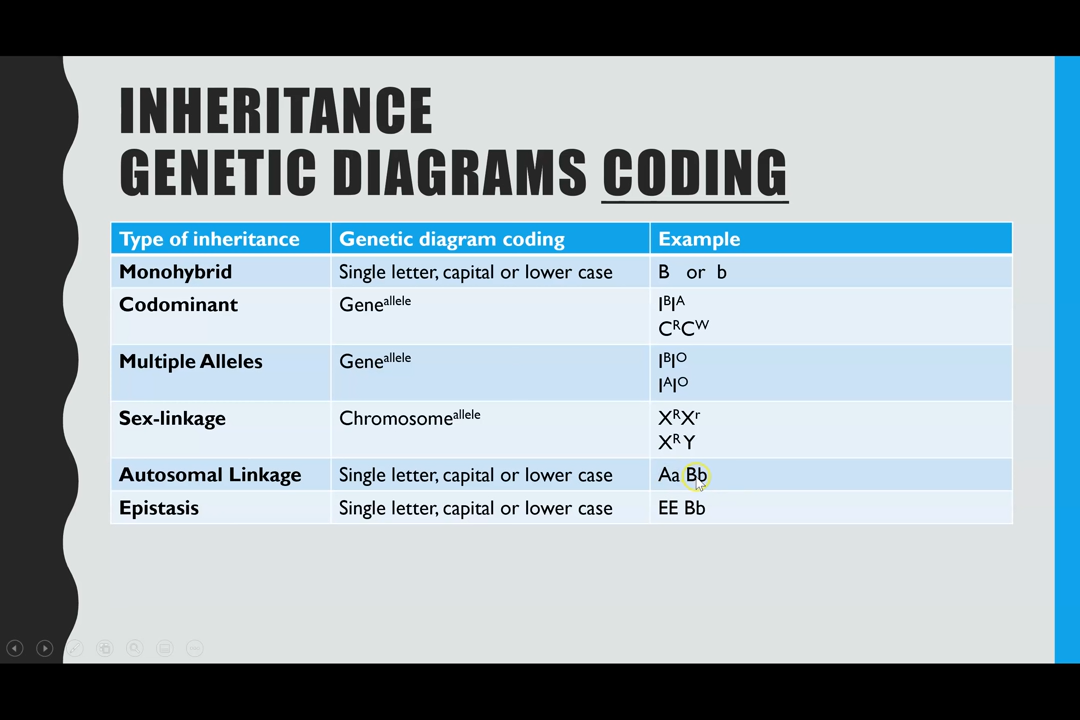 INHERITANCE
GENETIC DIAGRAMS CODING
Type of inheritance Genetic diagram coding Example
Monohybrid Single letter, capital or lower case B or b
Codominant Geneᵃˡˡᵉˡᵉ IᴮIᴬ
CᴿCᵂ
Multiple Alleles Geneᵃˡˡᵉˡᵉ IᴮIᴼ
IᴬIᴼ
Sex-linkage Chromosomeᵃˡˡᵉˡᵉ XᴿXʳ
Xᴿ Y
Autosomal Linkage Single letter, capital or lower case Aa Bb
Epistasis Single letter, capital or lower case EE Bb